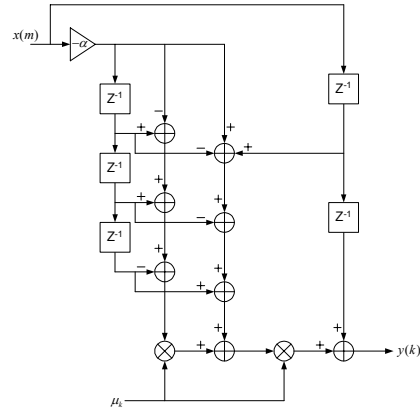 x(m)
-α
Z-1
Z-1
− +
+ − + +
Z-1
+ +
+ −
Z-1
Z-1
+ +
− +
+ + + +
y(k)
μk